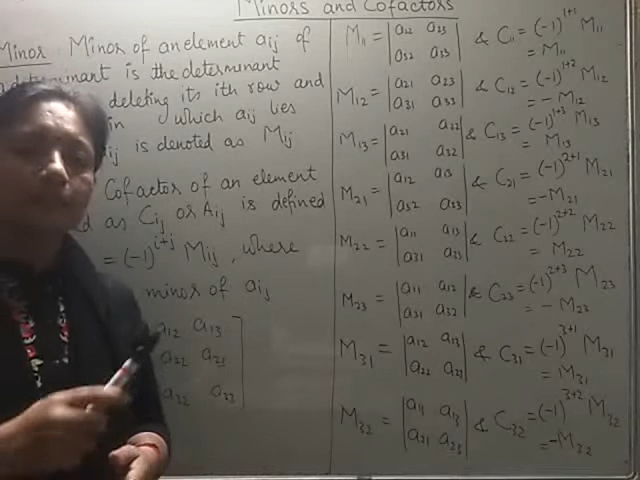 Minors and Cofactors
Minor Minor of an element aij of
determinant is the determinant
deleting its ith row and
in which aij lies
ij is denoted as Mij
Cofactor of an element
as Cij or Aij is defined
= (-1)^i+j Mij, where
minor of aij
a12 a13
a22 a21
a22 a22
M11 = |a22 a23| & C11 = (-1)^1+1 M11
|a32 a33| = M11
M12 = |a21 a23| & C12 = (-1)^1+2 M12
|a31 a33| = -M12
M13 = |a21 a22| & C13 = (-1)^1+3 M13
|a31 a32| = M13
M21 = |a12 a13| & C21 = (-1)^2+1 M21
|a32 a33| = -M21
M22 = |a11 a13| & C22 = (-1)^2+2 M22
|a31 a23| = M22
M23 = |a11 a12| & C23 = (-1)^2+3 M23
|a31 a32| = -M23
M31 = |a12 a13| & C31 = (-1)^3+1 M31
|a22 a23| = M31
M32 = |a11 a13| & C32 = (-1)^3+2 M32
|a21 a23| = -M32